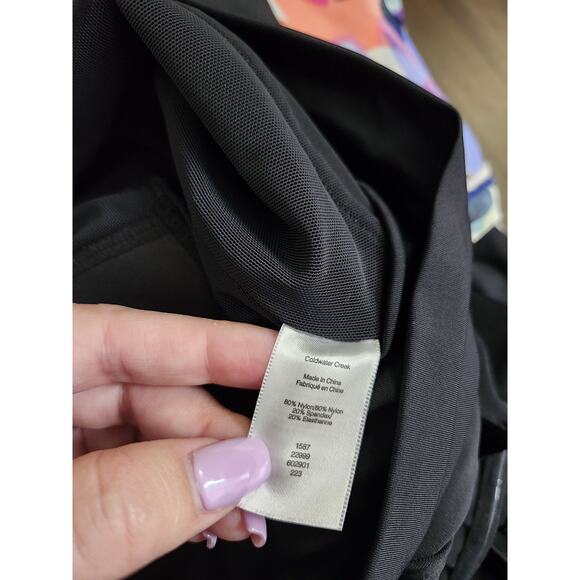 Coldwater Creek
Made in China
Fabriqué en Chine
80% Nylon/80% Nylon
20% Spandex/
20% Elasthanne
1587
22999
602901
223